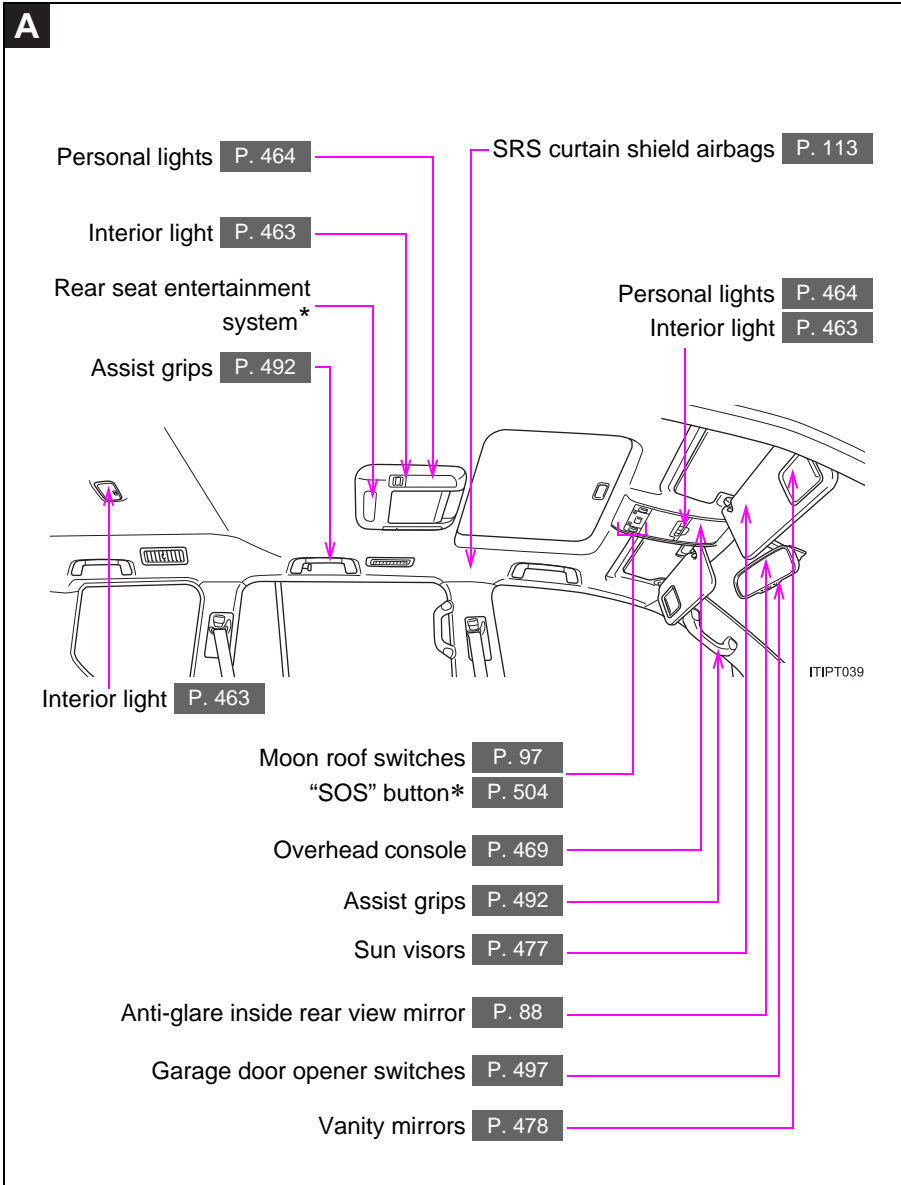 A
Personal lights P. 464
SRS curtain shield airbags P. 113
Interior light P. 463
Rear seat entertainment
system*
Personal lights P. 464
Interior light P. 463
Assist grips P. 492
ITIPT039
Interior light P. 463
Moon roof switches P. 97
“SOS” button* P. 504
Overhead console P. 469
Assist grips P. 492
Sun visors P. 477
Anti-glare inside rear view mirror P. 88
Garage door opener switches P. 497
Vanity mirrors P. 478